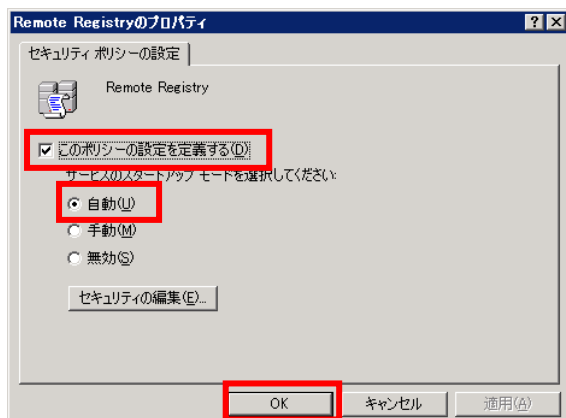 Remote Registryのプロパティ
セキュリティ ポリシーの設定
Remote Registry
このポリシーの設定を定義する(D)
サービスのスタートアップ モードを選択してください:
自動(U)
手動(M)
無効(S)
セキュリティの編集(E)...
OK キャンセル 適用(A)